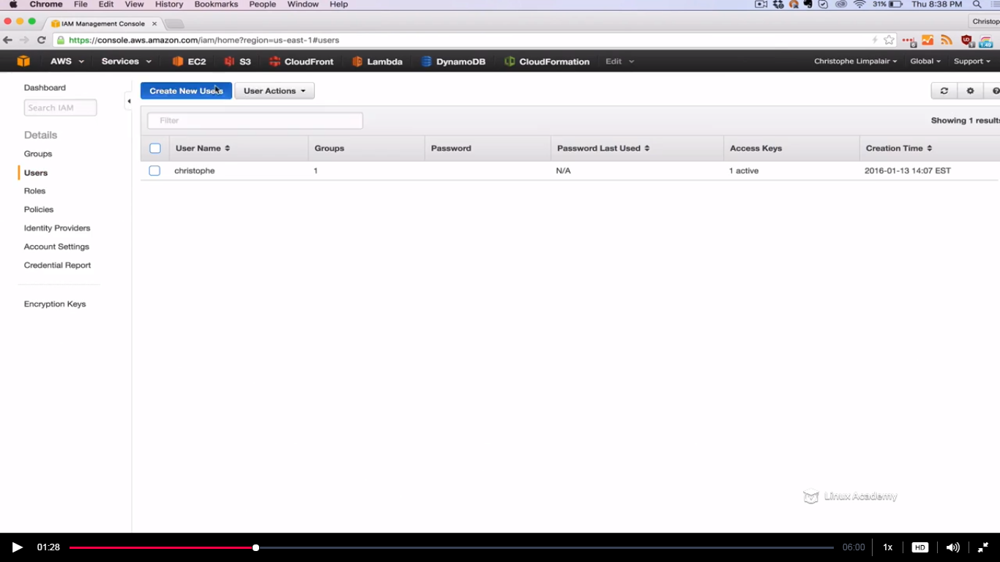 Chrome File Edit View History Bookmarks People Window Help 31% Thu 8:38 PM
IAM Management Console Christop
https://console.aws.amazon.com/iam/home?region=us-east-1#users
AWS Services EC2 S3 CloudFront Lambda DynamoDB CloudFormation Edit Christophe Limpalair Global Support
Dashboard Create New Users User Actions
Search IAM
Filter Showing 1 results
Details
User Name Groups Password Password Last Used Access Keys Creation Time
Groups
christophe 1 N/A 1 active 2016-01-13 14:07 EST
Users
Roles
Policies
Identity Providers
Account Settings
Credential Report
Encryption Keys
Linux Academy
01:28 06:00 1x HD